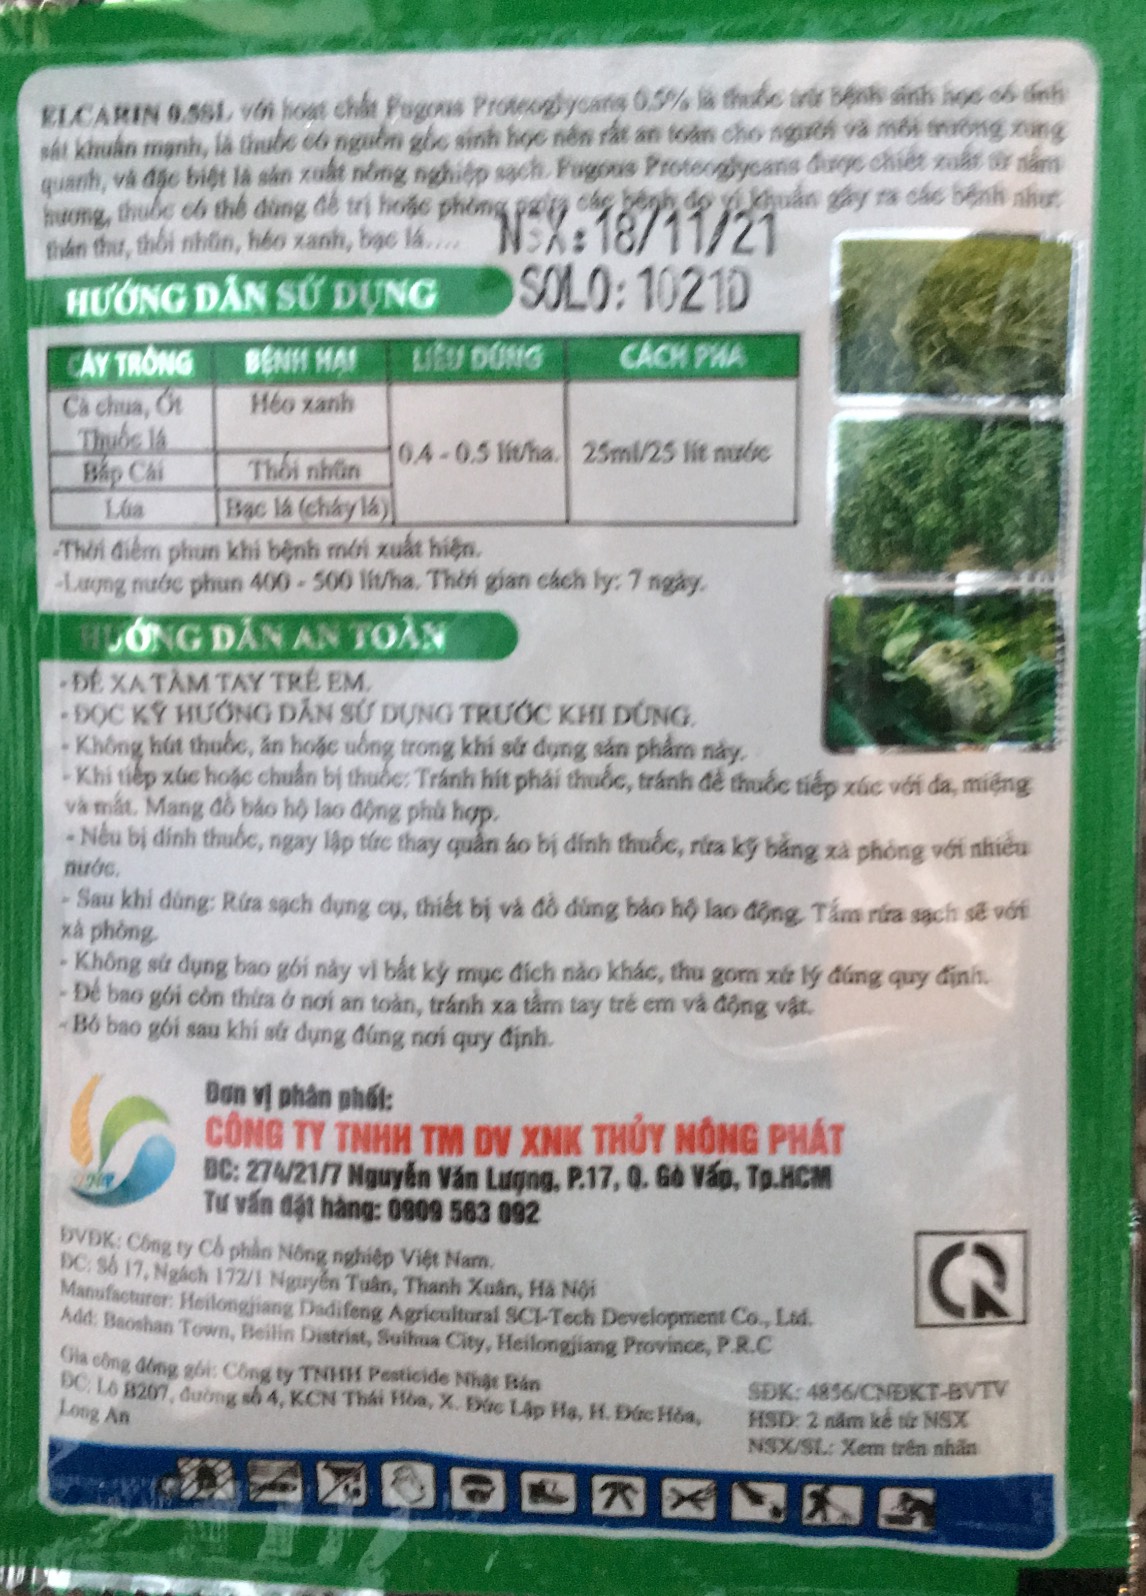 ELCARIN 0.5SL với hoạt chất Fugous Proteoglycans 0.5% là thuốc trừ bệnh sinh học có tính
sát khuẩn mạnh, là thuốc có nguồn gốc sinh học nên rất an toàn cho người và môi trường xung
quanh, và đặc biệt là sản xuất nông nghiệp sạch. Fugous Proteoglycans được chiết xuất từ nấm
hương, thuốc có thể dùng để trị hoặc phòng ngừa các bệnh do vi khuẩn gây ra các bệnh như:
thán thư, thối nhũn, héo xanh, bạc lá....
NSX: 18/11/21
SOLO: 1021D
HƯỚNG DẪN SỬ DỤNG
CÂY TRỒNG BỆNH HẠI LIỀU DÙNG CÁCH PHA
Cà chua, Ớt Héo xanh
Thuốc lá
0.4 - 0.5 lít/ha. 25ml/25 lít nước
Bắp Cải Thối nhũn
Lúa Bạc lá (cháy lá)
-Thời điểm phun khi bệnh mới xuất hiện.
-Lượng nước phun 400 - 500 lít/ha. Thời gian cách ly: 7 ngày.
HƯỚNG DẪN AN TOÀN
- ĐỂ XA TẦM TAY TRẺ EM.
- ĐỌC KỸ HƯỚNG DẪN SỬ DỤNG TRƯỚC KHI DÙNG.
- Không hút thuốc, ăn hoặc uống trong khi sử dụng sản phẩm này.
- Khi tiếp xúc hoặc chuẩn bị thuốc: Tránh hít phải thuốc, tránh để thuốc tiếp xúc với da, miệng
và mắt. Mang đồ bảo hộ lao động phù hợp.
- Nếu bị dính thuốc, ngay lập tức thay quần áo bị dính thuốc, rửa kỹ bằng xà phòng với nhiều
nước.
- Sau khi dùng: Rửa sạch dụng cụ, thiết bị và đồ dùng bảo hộ lao động. Tắm rửa sạch sẽ với
xà phòng.
- Không sử dụng bao gói này vì bất kỳ mục đích nào khác, thu gom xử lý đúng quy định.
- Để bao gói còn thừa ở nơi an toàn, tránh xa tầm tay trẻ em và động vật.
- Bỏ bao gói sau khi sử dụng đúng nơi quy định.
Đơn vị phân phối:
CÔNG TY TNHH TM DV XNK THỦY NÔNG PHÁT
ĐC: 274/21/7 Nguyễn Văn Lượng, P.17, Q. Gò Vấp, Tp.HCM
Tư vấn đặt hàng: 0909 563 092
ĐVĐK: Công ty Cổ phần Nông nghiệp Việt Nam.
ĐC: Số 17, Ngách 172/1 Nguyễn Tuân, Thanh Xuân, Hà Nội
Manufacturer: Heilongjiang Dadifeng Agricultural SCI-Tech Development Co., Ltd.
Add: Baoshan Town, Beilin District, Suihua City, Heilongjiang Province, P.R.C
Gia công đóng gói: Công ty TNHH Pesticide Nhật Bản
ĐC: Lô B207, đường số 4, KCN Thái Hòa, X. Đức Lập Hạ, H. Đức Hòa,
Long An
SĐK: 4856/CNĐKT-BVTV
HSD: 2 năm kể từ NSX
NSX/SL: Xem trên nhãn